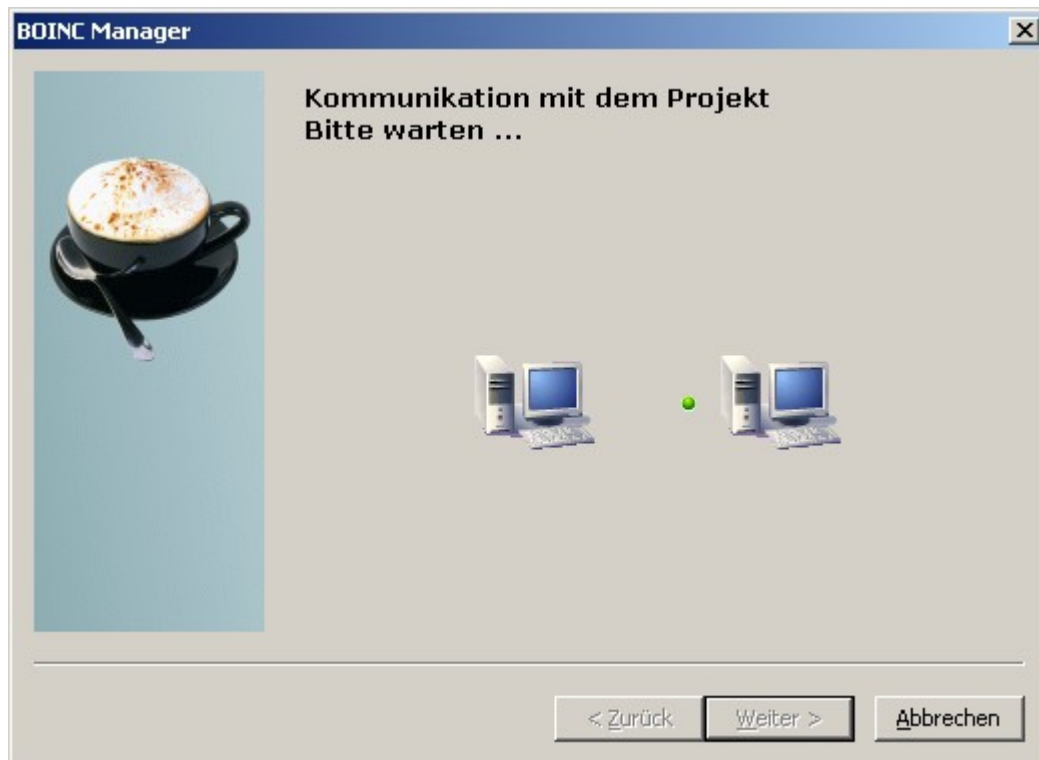 BOINC Manager
Kommunikation mit dem Projekt
Bitte warten ...
< Zurück Weiter > Abbrechen